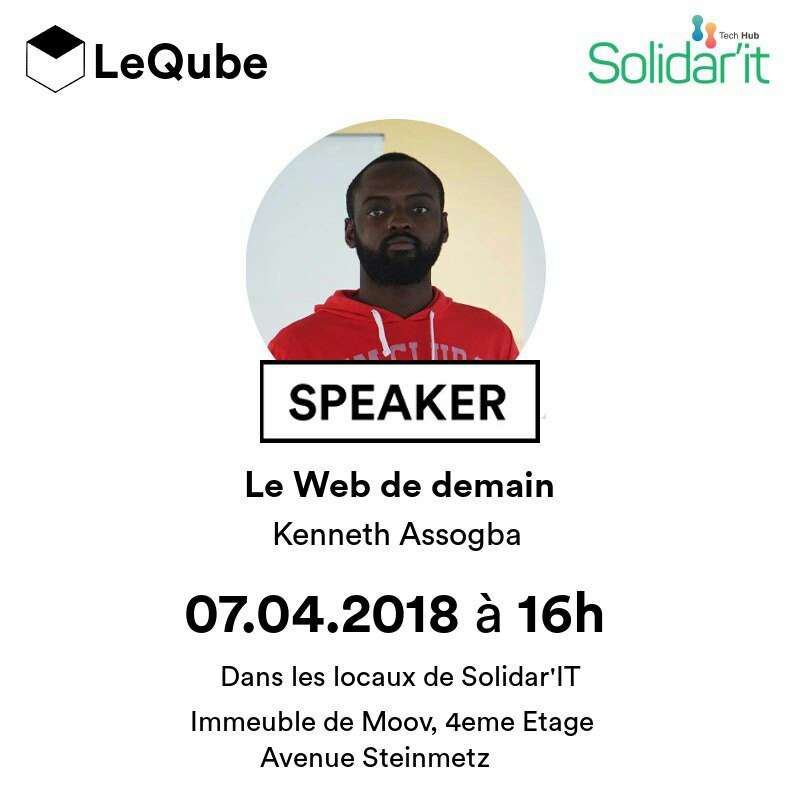 LeQube
Tech Hub
Solidar'it
SPEAKER
Le Web de demain
Kenneth Assogba
07.04.2018 à 16h
Dans les locaux de Solidar'IT
Immeuble de Moov, 4eme Etage
Avenue Steinmetz